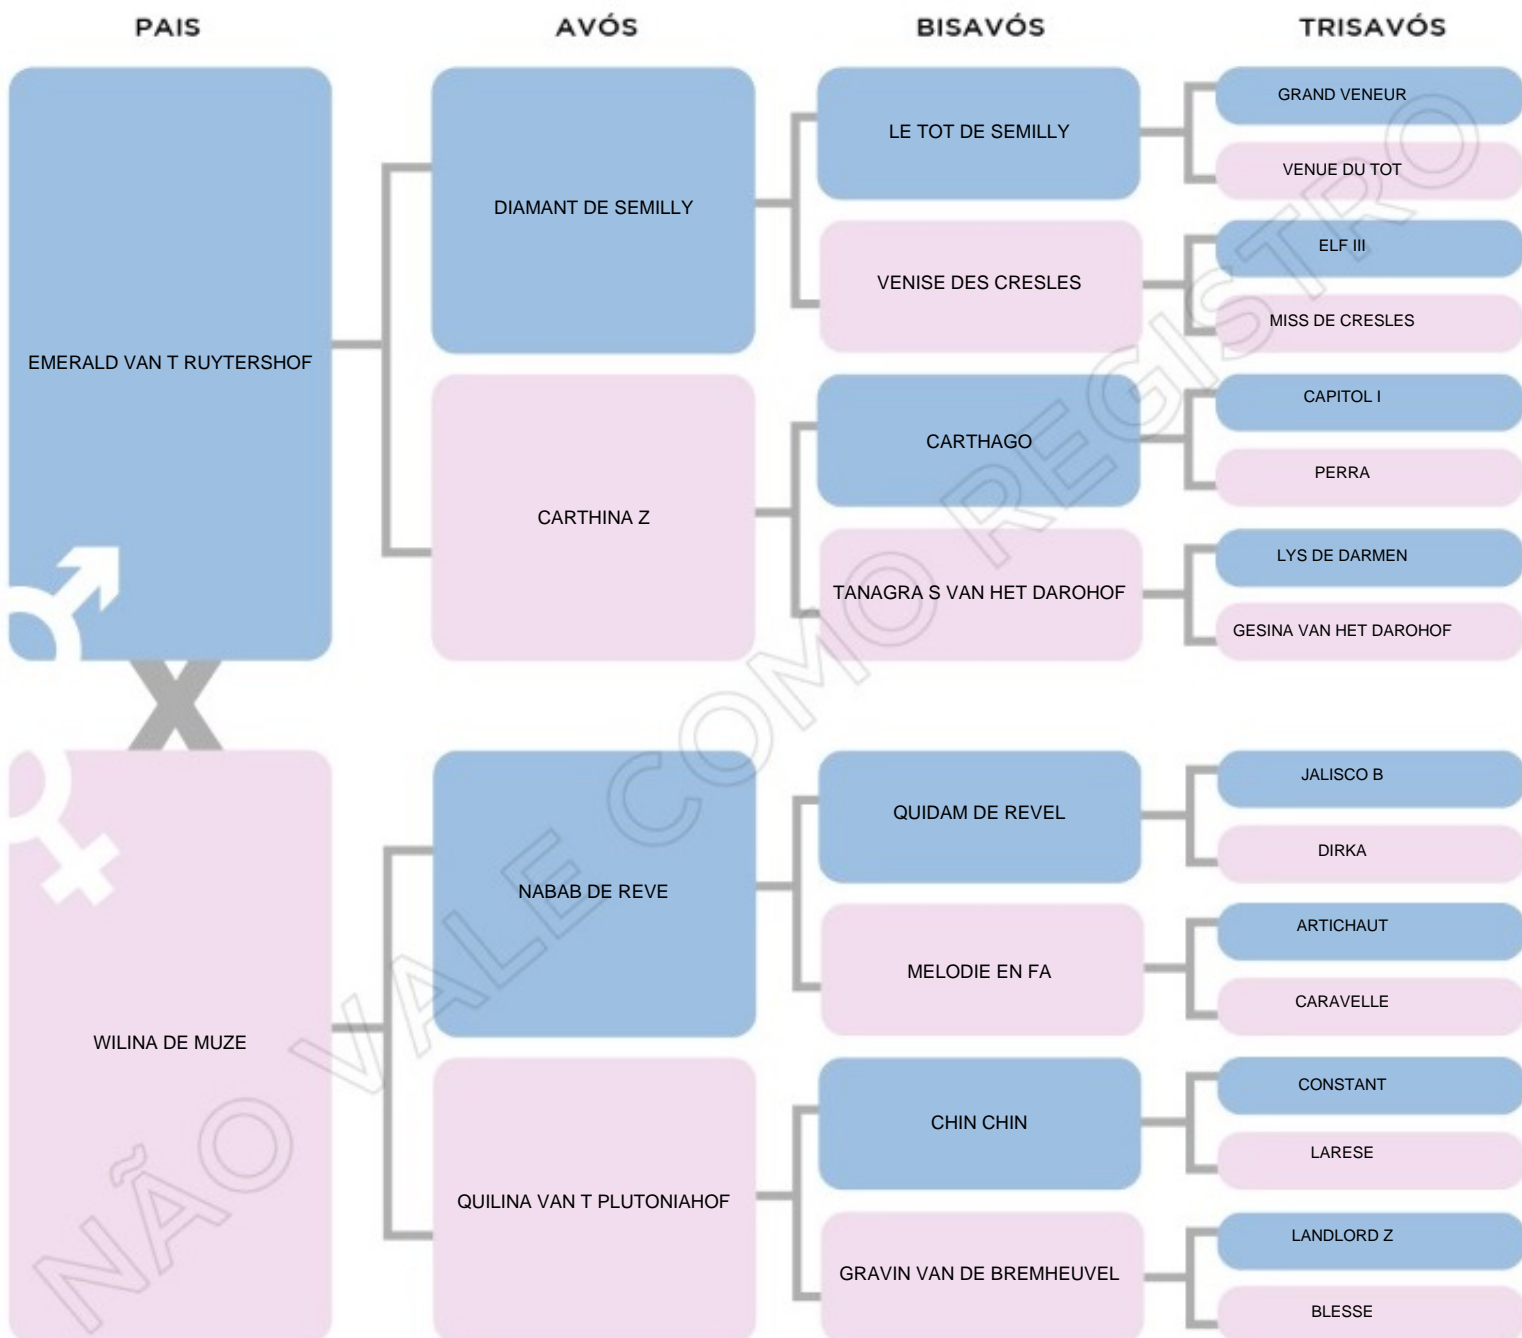 PAIS AVÓS BISAVÓS TRISAVÓS
GRAND VENEUR
LE TOT DE SEMILLY
VENUE DU TOT
DIAMANT DE SEMILLY
ELF III
VENISE DES CRESLES
MISS DE CRESLES
EMERALD VAN T RUYTERSHOF
CAPITOL I
CARTHAGO
PERRA
CARTHINA Z
LYS DE DARMEN
TANAGRA S VAN HET DAROHOF
GESINA VAN HET DAROHOF
X
JALISCO B
QUIDAM DE REVEL
DIRKA
NABAB DE REVE
ARTICHAUT
MELODIE EN FA
CARAVELLE
WILINA DE MUZE
CONSTANT
CHIN CHIN
LARESE
QUILINA VAN T PLUTONIAHOF
LANDLORD Z
GRAVIN VAN DE BREMHEUVEL
BLESSE
NÃO VALE COMO REGISTRO